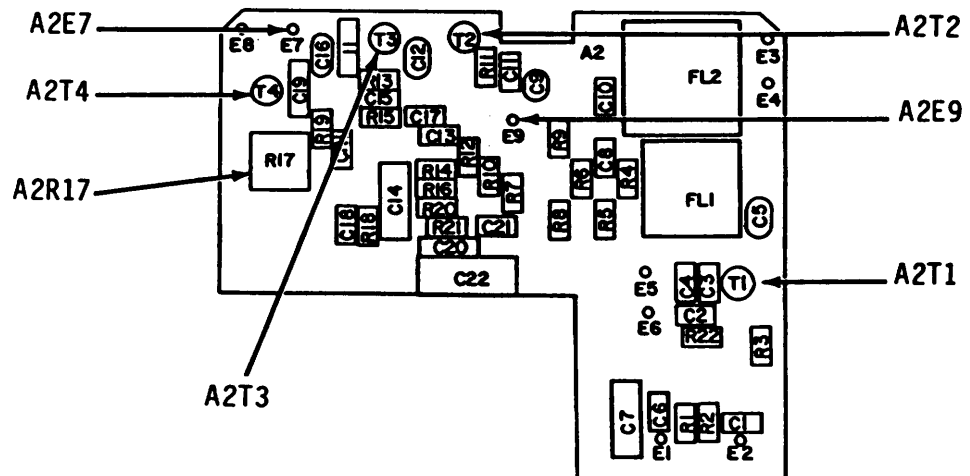 A2E7
A2T4
A2R17
A2T3
A2T2
A2E9
A2T1
E8
E7
C16
T3
C12
T2
R11
C11
C9
A2
FL2
E3
E4
T4
C19
R13
C15
R15
R19
C17
C13
E9
C10
R9
R17
R12
R14
R16
R10
R7
R6
C8
R4
FL1
C18
R18
C14
R20
R21
C21
C20
C22
R8
R5
C5
E5
C4
C3
T1
E6
C2
R22
R3
C7
C6
R1
R2
E1
E2